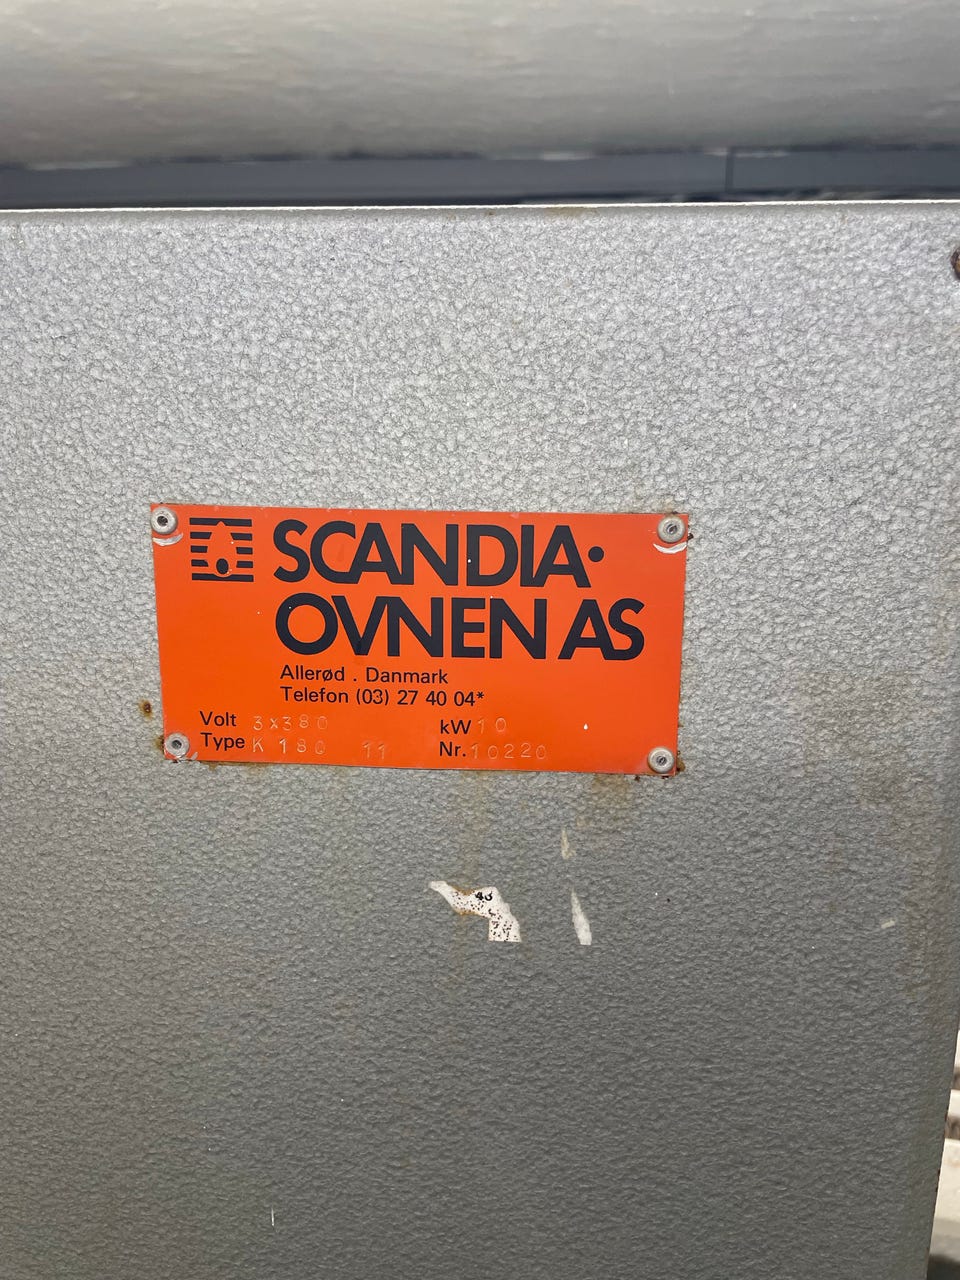 SCANDIA·
OVNEN AS
Allerød . Danmark
Telefon (03) 27 40 04*
Volt 3x380 kW 10
Type K 180 11 Nr. 10220